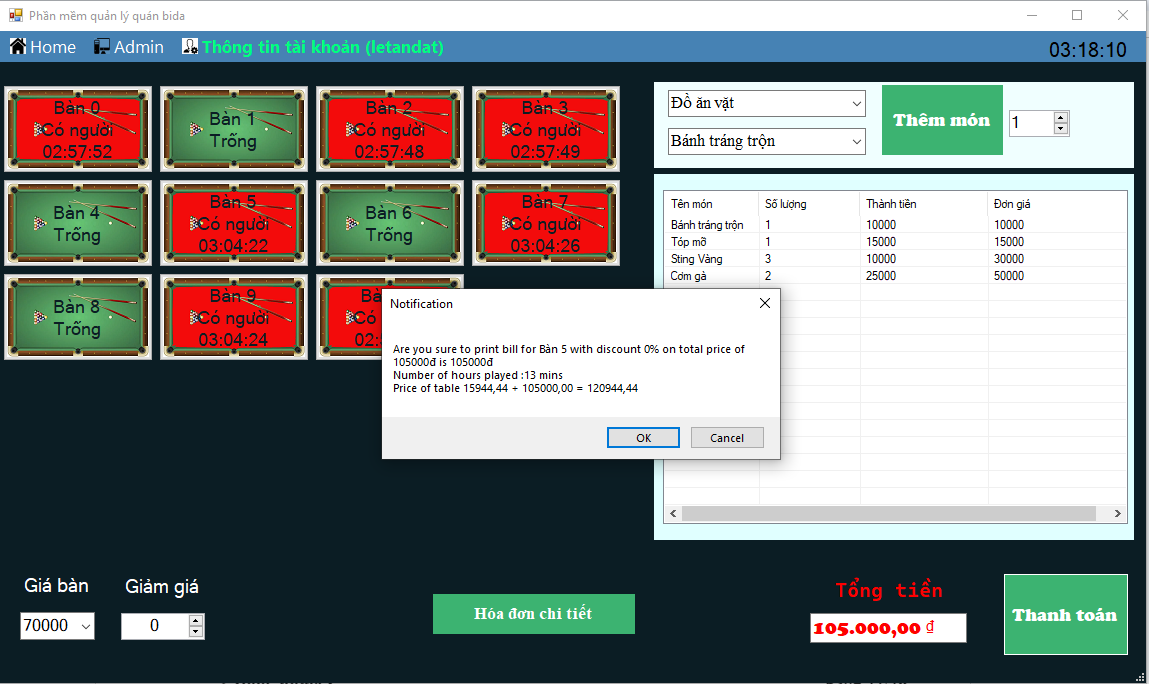 Phần mềm quản lý quán bida
Home Admin Thông tin tài khoản (letandat)
03:18:10
Bàn 0
Có người
02:57:52
Bàn 1
Trống
Bàn 2
Có người
02:57:48
Bàn 3
Có người
02:57:49
Bàn 4
Trống
Bàn 5
Có người
03:04:22
Bàn 6
Trống
Bàn 7
Có người
03:04:26
Bàn 8
Trống
Bàn 9
Có người
03:04:24
Đồ ăn vặt
Bánh tráng trộn
Thêm món
1
Tên món Số lượng Thành tiền Đơn giá
Bánh tráng trộn 1 10000 10000
Tóp mỡ 1 15000 15000
Sting Vàng 3 10000 30000
Cơm gà 2 25000 50000
Notification
Are you sure to print bill for Bàn 5 with discount 0% on total price of
105000đ is 105000đ
Number of hours played :13 mins
Price of table 15944,44 + 105000,00 = 120944,44
OK Cancel
Giá bàn
70000
Giảm giá
0
Hóa đơn chi tiết
Tổng tiền
105.000,00 ₫
Thanh toán